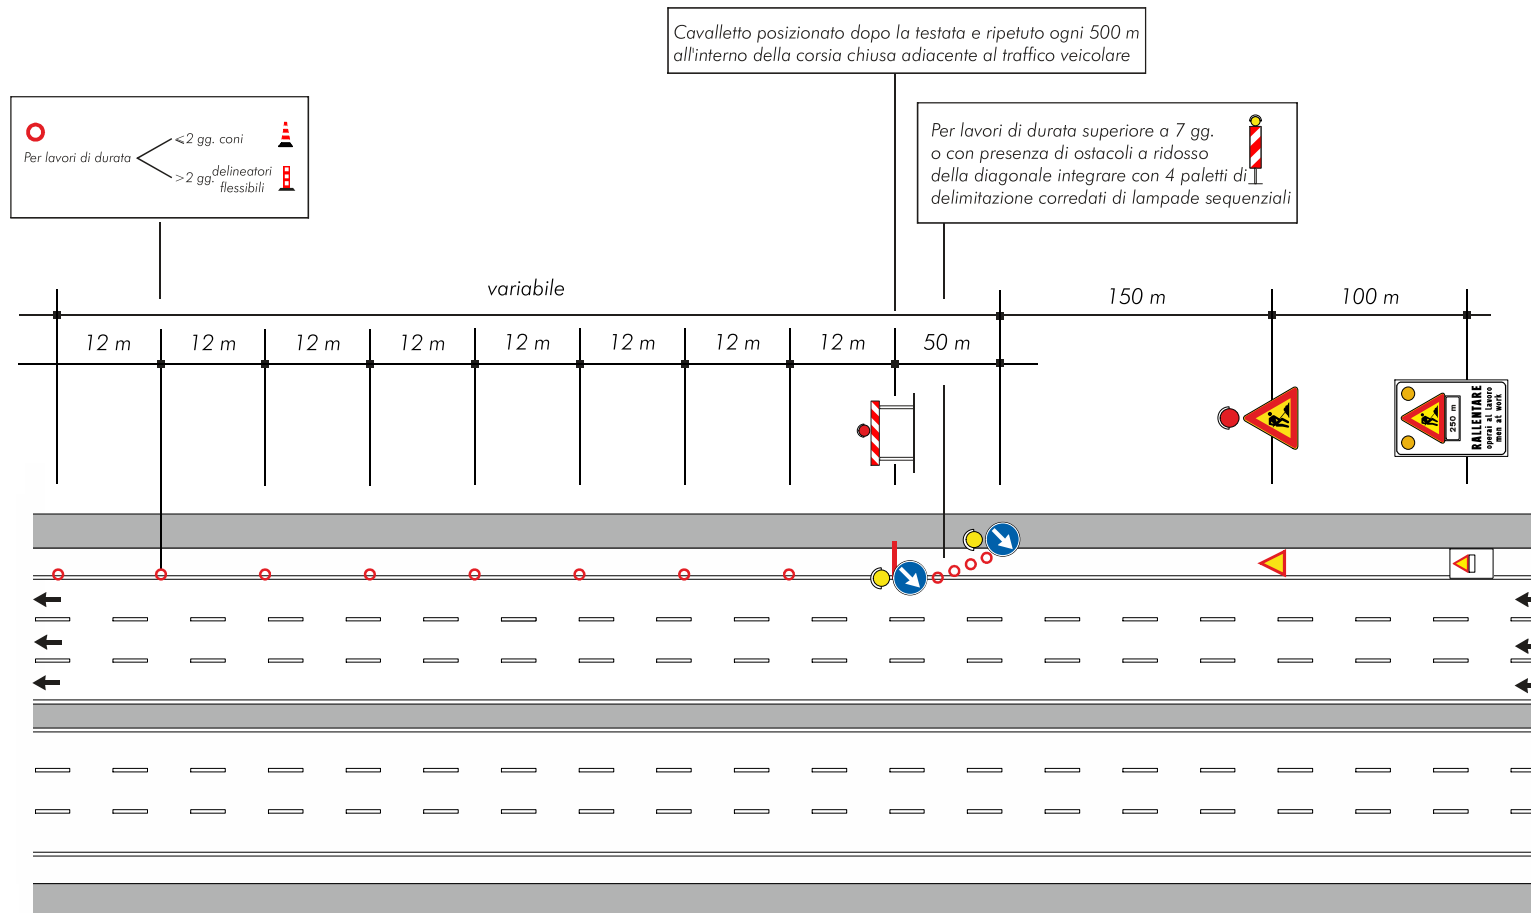 Cavalletto posizionato dopo la testata e ripetuto ogni 500 m
all'interno della corsia chiusa adiacente al traffico veicolare
Per lavori di durata
⩽2 gg. coni
>2 gg. delineatori
flessibili
Per lavori di durata superiore a 7 gg.
o con presenza di ostacoli a ridosso
della diagonale integrare con 4 paletti di
delimitazione corredati di lampade sequenziali
variabile
150 m
100 m
12 m
12 m
12 m
12 m
12 m
12 m
12 m
12 m
50 m
250 m
RALLENTARE
operai al lavoro
men at work